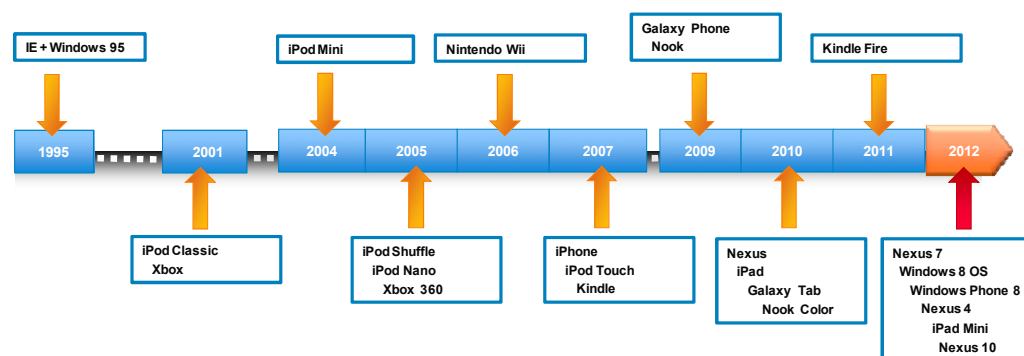 IE + Windows 95
iPod Mini
Nintendo Wii
Galaxy Phone
Nook
Kindle Fire
1995
2001
2004
2005
2006
2007
2009
2010
2011
2012
iPod Classic
Xbox
iPod Shuffle
iPod Nano
Xbox 360
iPhone
iPod Touch
Kindle
Nexus
iPad
Galaxy Tab
Nook Color
Nexus 7
Windows 8 OS
Windows Phone 8
Nexus 4
iPad Mini
Nexus 10